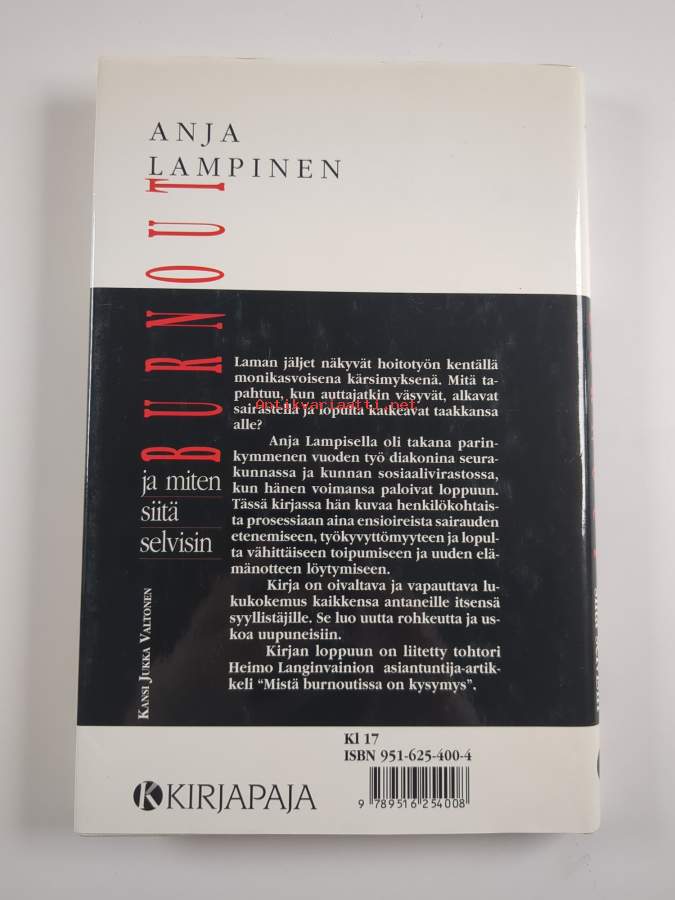 ANJA
LAMPINEN
BURNOUT
ja miten
siitä
selvisin
Laman jäljet näkyvät hoitotyön kentällä
monikasvoisena kärsimyksenä. Mitä ta-
pahtuu, kun auttajatkin väsyvät, alkavat
sairastella ja lopulta katkeavat taakkansa
alle?
Antikvariaatti.net
Anja Lampisella oli takana parin-
kymmenen vuoden työ diakonina seura-
kunnassa ja kunnan sosiaalivirastossa,
kun hänen voimansa paloivat loppuun.
Tässä kirjassa hän kuvaa henkilökohtais-
ta prosessiaan aina ensioireista sairauden
etenemiseen, työkyvyttömyyteen ja lopul-
ta vähittäiseen toipumiseen ja uuden elä-
mänotteen löytymiseen.
Kirja on oivaltava ja vapauttava lu-
kukokemus kaikkensa antaneille itsensä
syyllistäjille. Se luo uutta rohkeutta ja us-
koa uupuneisiin.
Kirjan loppuun on liitetty tohtori
Heimo Langinvainion asiantuntija-artik-
keli “Mistä burnoutissa on kysymys”.
KANSI JUKKA VALTONEN
Kl 17
ISBN 951-625-400-4
9 789516 254008
K KIRJAPAJA